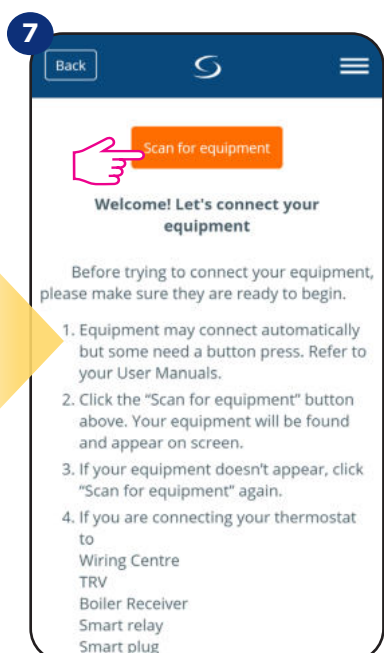 7
Back
Scan for equipment
Welcome! Let's connect your
equipment
Before trying to connect your equipment,
please make sure they are ready to begin.
1. Equipment may connect automatically
but some need a button press. Refer to
your User Manuals.
2. Click the “Scan for equipment” button
above. Your equipment will be found
and appear on screen.
3. If your equipment doesn’t appear, click
“Scan for equipment” again.
4. If you are connecting your thermostat
to
Wiring Centre
TRV
Boiler Receiver
Smart relay
Smart plug